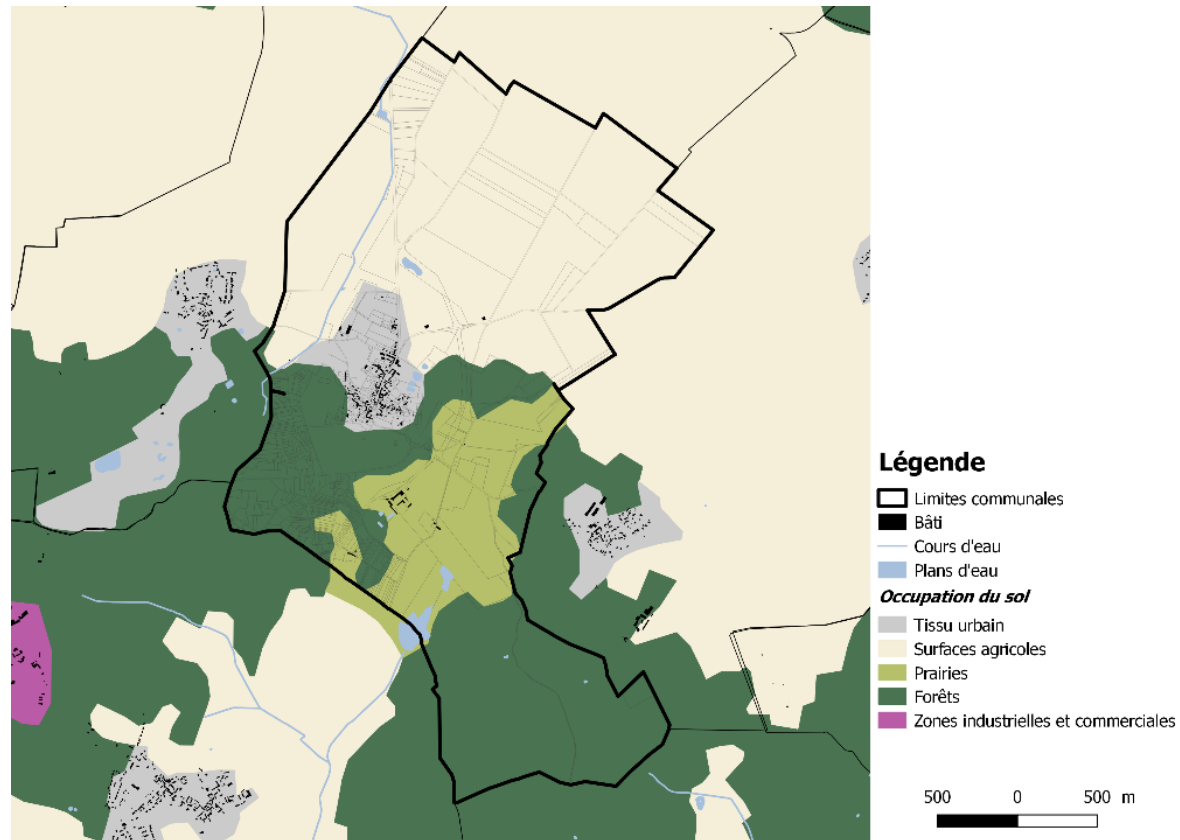 Légende
Limites communales
Bâti
Cours d'eau
Plans d'eau
Occupation du sol
Tissu urbain
Surfaces agricoles
Prairies
Forêts
Zones industrielles et commerciales
500 0 500 m